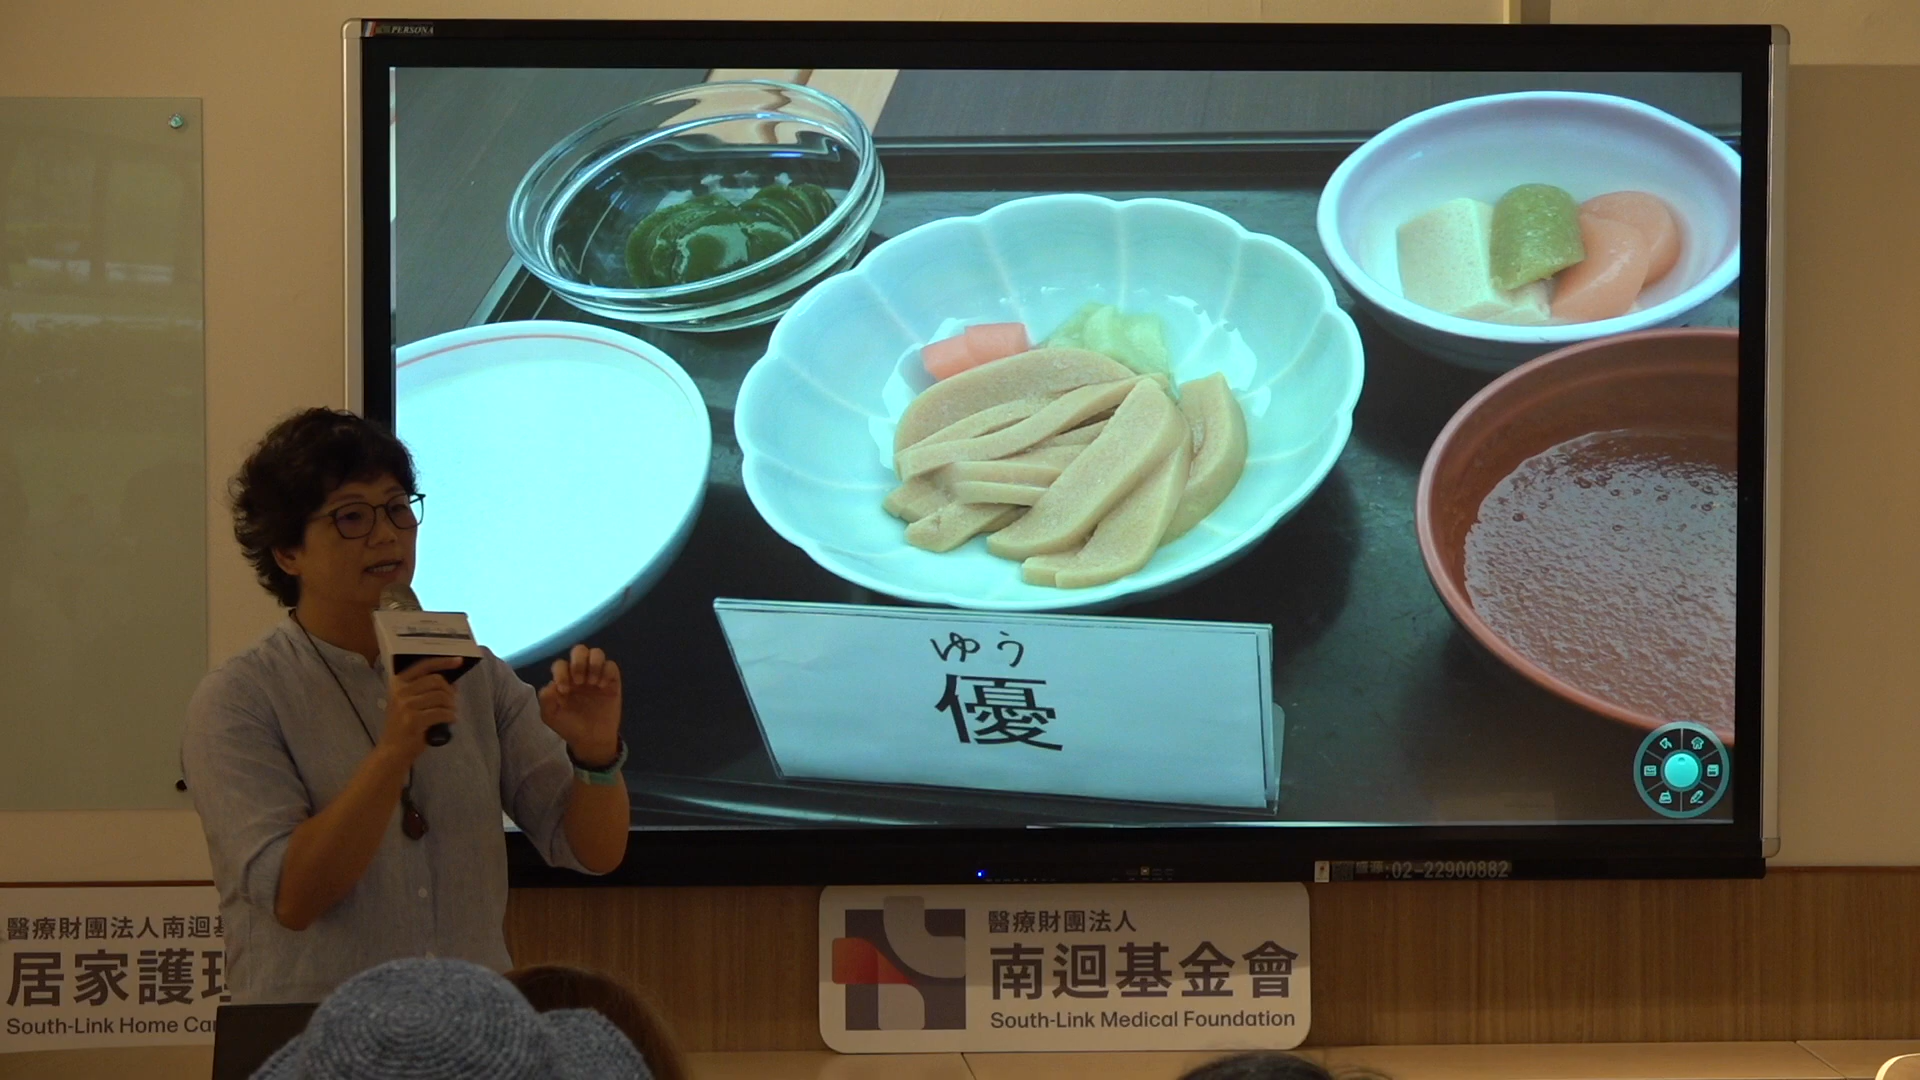 PERSONA
ゆう
優
02-22900882
醫療財團法人南迴基
居家護理
South-Link Home Car
醫療財團法人
南迴基金會
South-Link Medical Foundation